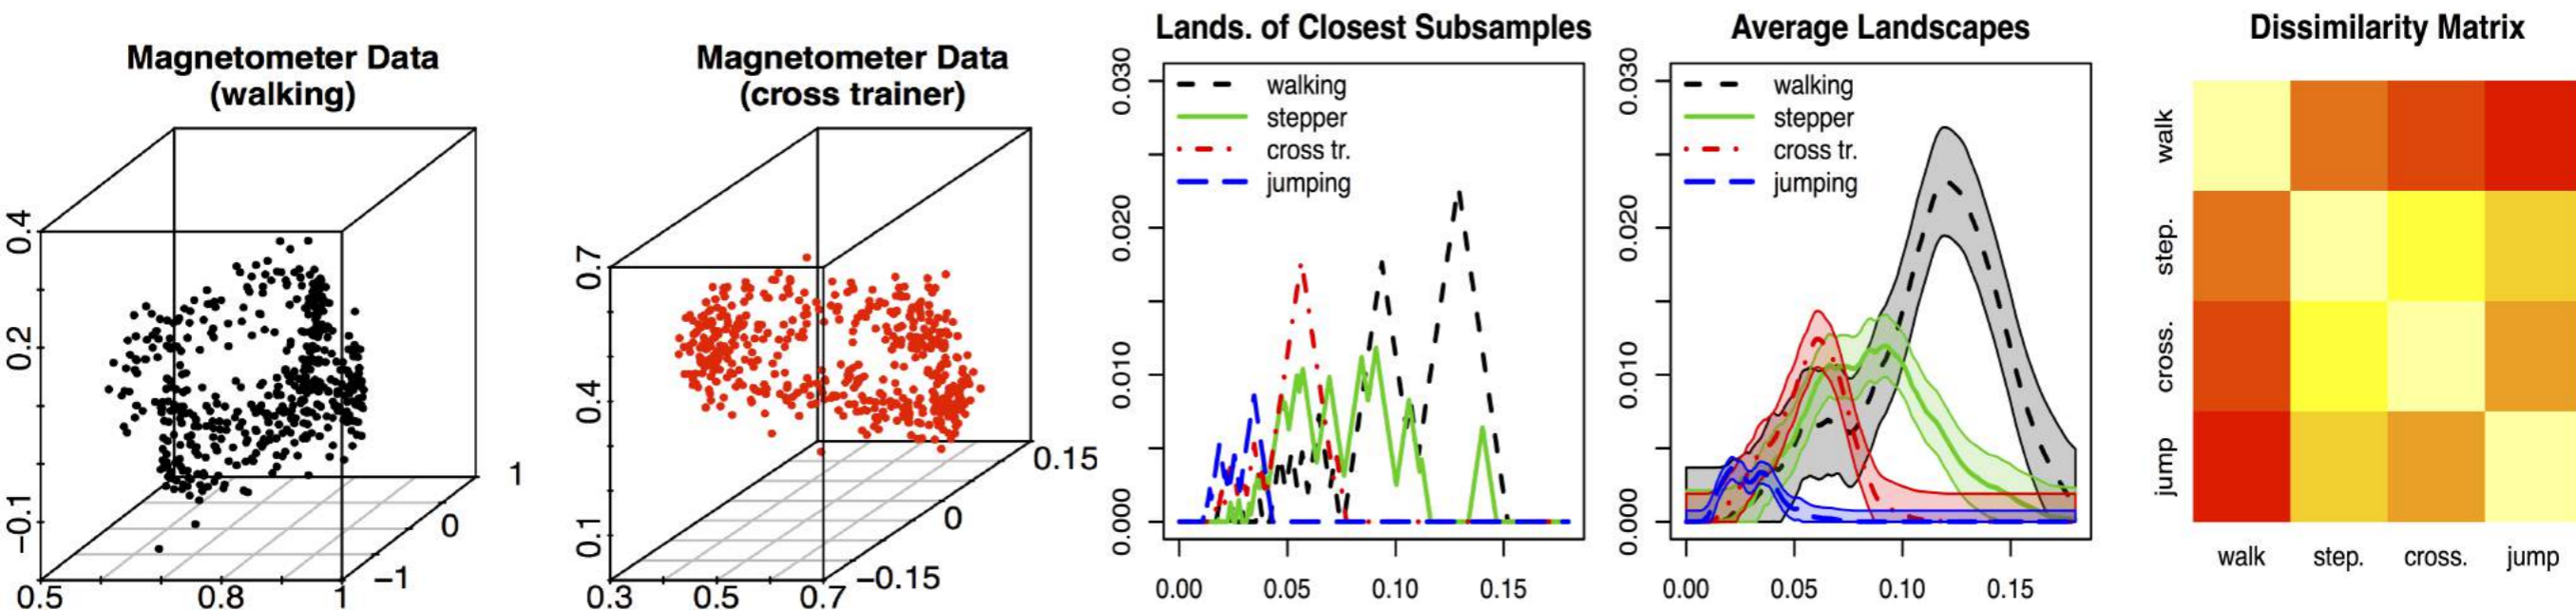 Magnetometer Data
(walking)
0.4
0.2
−0.1
0.5
0.8
1
−1
0
1
Magnetometer Data
(cross trainer)
0.7
0.4
0.1
0.3
0.5
0.7
−0.15
0
0.15
Lands. of Closest Subsamples
0.030
0.020
0.010
0.000
walking
stepper
cross tr.
jumping
0.00
0.05
0.10
0.15
Average Landscapes
0.030
0.020
0.010
0.000
walking
stepper
cross tr.
jumping
0.00
0.05
0.10
0.15
Dissimilarity Matrix
walk
step.
cross.
jump
walk
step.
cross.
jump